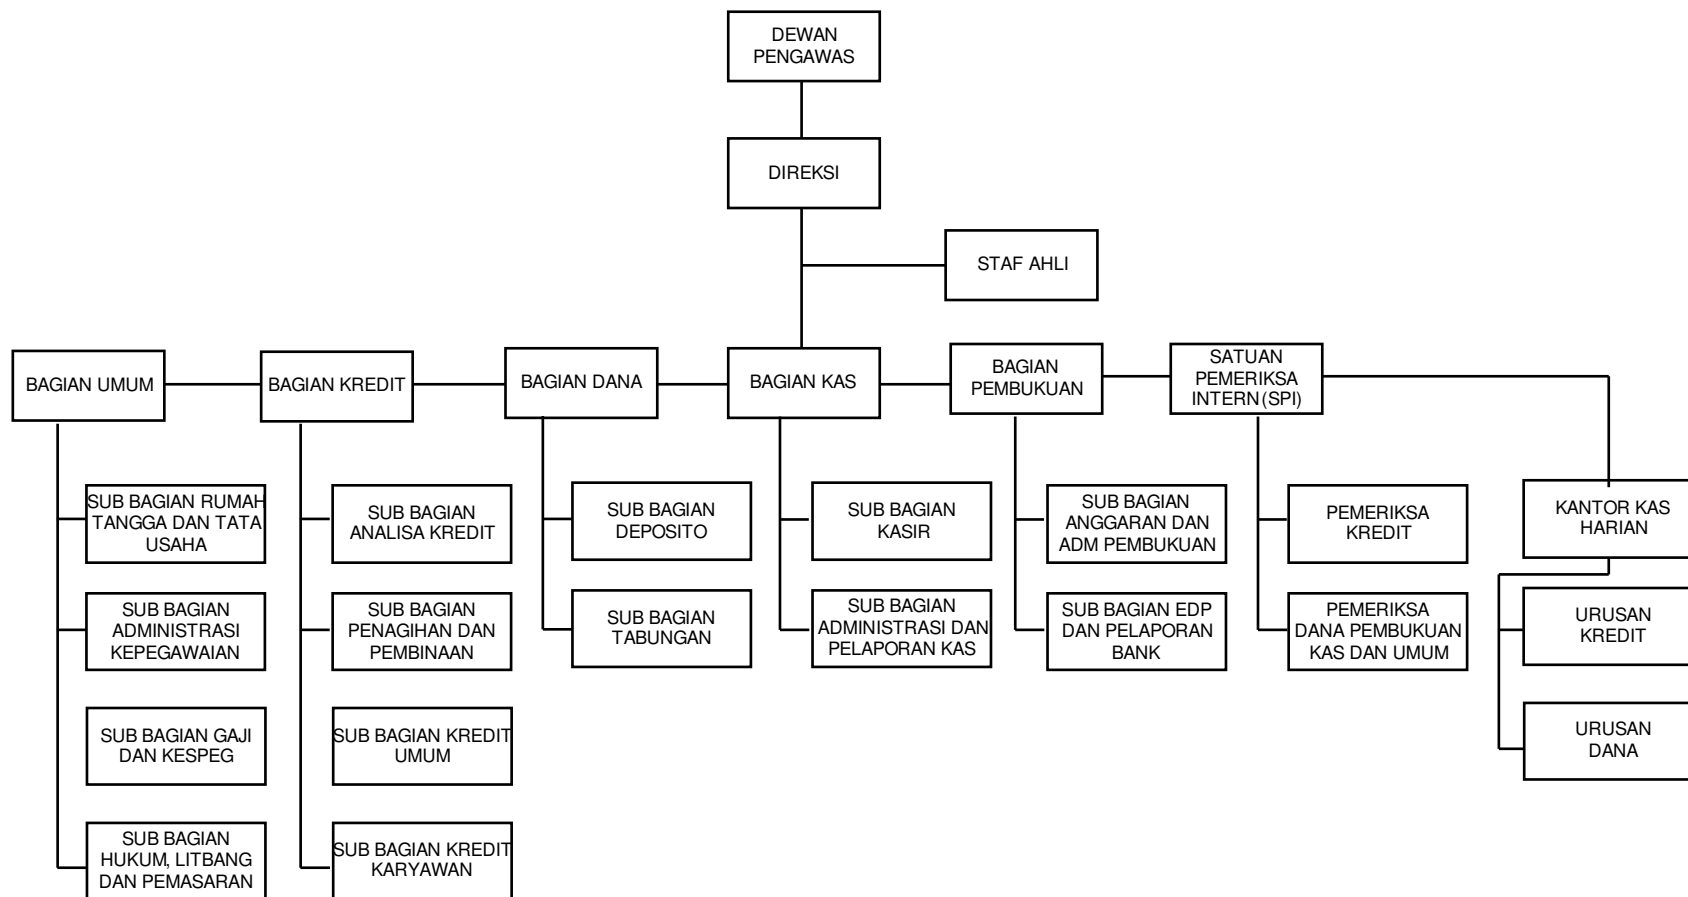 DEWAN
PENGAWAS
DIREKSI
STAF AHLI
BAGIAN UMUM
BAGIAN KREDIT
BAGIAN DANA
BAGIAN KAS
BAGIAN
PEMBUKUAN
SATUAN
PEMERIKSA
INTERN (SPI)
SUB BAGIAN RUMAH
TANGGA DAN TATA
USAHA
SUB BAGIAN
ANALISA KREDIT
SUB BAGIAN
DEPOSITO
SUB BAGIAN
KASIR
SUB BAGIAN
ANGGARAN DAN
ADM PEMBUKUAN
PEMERIKSA
KREDIT
KANTOR KAS
HARIAN
SUB BAGIAN
ADMINISTRASI
KEPEGAWAIAN
SUB BAGIAN
PENAGIHAN DAN
PEMBINAAN
SUB BAGIAN
TABUNGAN
SUB BAGIAN
ADMINISTRASI DAN
PELAPORAN KAS
SUB BAGIAN EDP
DAN PELAPORAN
BANK
PEMERIKSA
DANA PEMBUKUAN
KAS DAN UMUM
URUSAN
KREDIT
SUB BAGIAN GAJI
DAN KESPEG
SUB BAGIAN KREDIT
UMUM
URUSAN
DANA
SUB BAGIAN
HUKUM, LITBANG
DAN PEMASARAN
SUB BAGIAN KREDIT
KARYAWAN